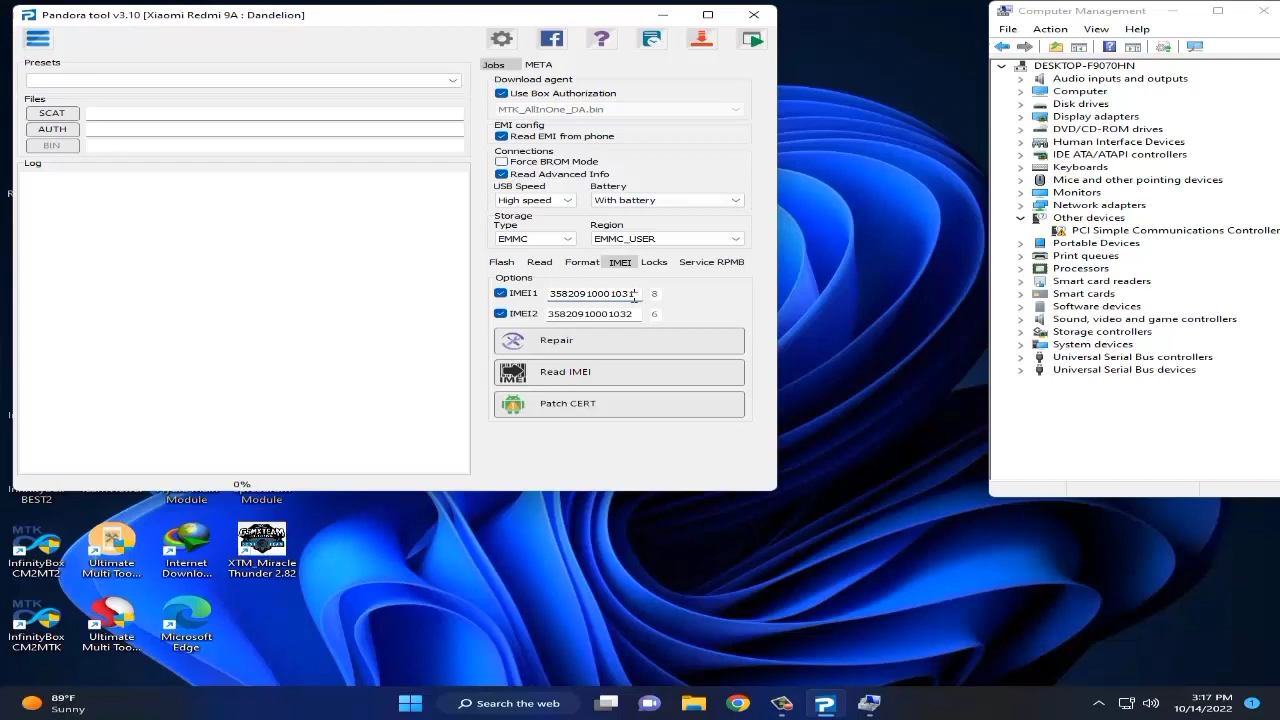 Pandora tool v3.10 [Xiaomi Redmi 9A : Dandelion]
Presets
Files
SCAT
AUTH
BIN
Log
0%
Jobs
META
Download agent
Use Box Authorization
MTK_AllInOne_DA.bin
EMI config
Read EMI from phone
Connections
Force BROM Mode
Read Advanced Info
USB Speed
Battery
High speed
With battery
Storage
Type
Region
EMMC
EMMC_USER
Flash
Read
Format
IMEI
Locks
Service RPMB
Options
IMEI1
35820910001031
8
IMEI2
35820910001032
6
Repair
IMEI
Read IMEI
Patch CERT
Computer Management
File
Action
View
Help
DESKTOP-F9070HN
Audio inputs and outputs
Computer
Disk drives
Display adapters
DVD/CD-ROM drives
Human Interface Devices
IDE ATA/ATAPI controllers
Keyboards
Mice and other pointing devices
Monitors
Network adapters
Other devices
PCI Simple Communications Controller
Portable Devices
Print queues
Processors
Smart card readers
Smart cards
Software devices
Sound, video and game controllers
Storage controllers
System devices
Universal Serial Bus controllers
Universal Serial Bus devices
BEST2
Module
Module
MTK
InfinityBox
CM2MT2
Ultimate
Multi Too...
Internet
Downlo...
GSMXTEAM
XTM_Miracle
Thunder 2.82
MTK
InfinityBox
CM2MTK
Ultimate
Multi Too...
Microsoft
Edge
89°F
Sunny
Search the web
3:17 PM
10/14/2022
1